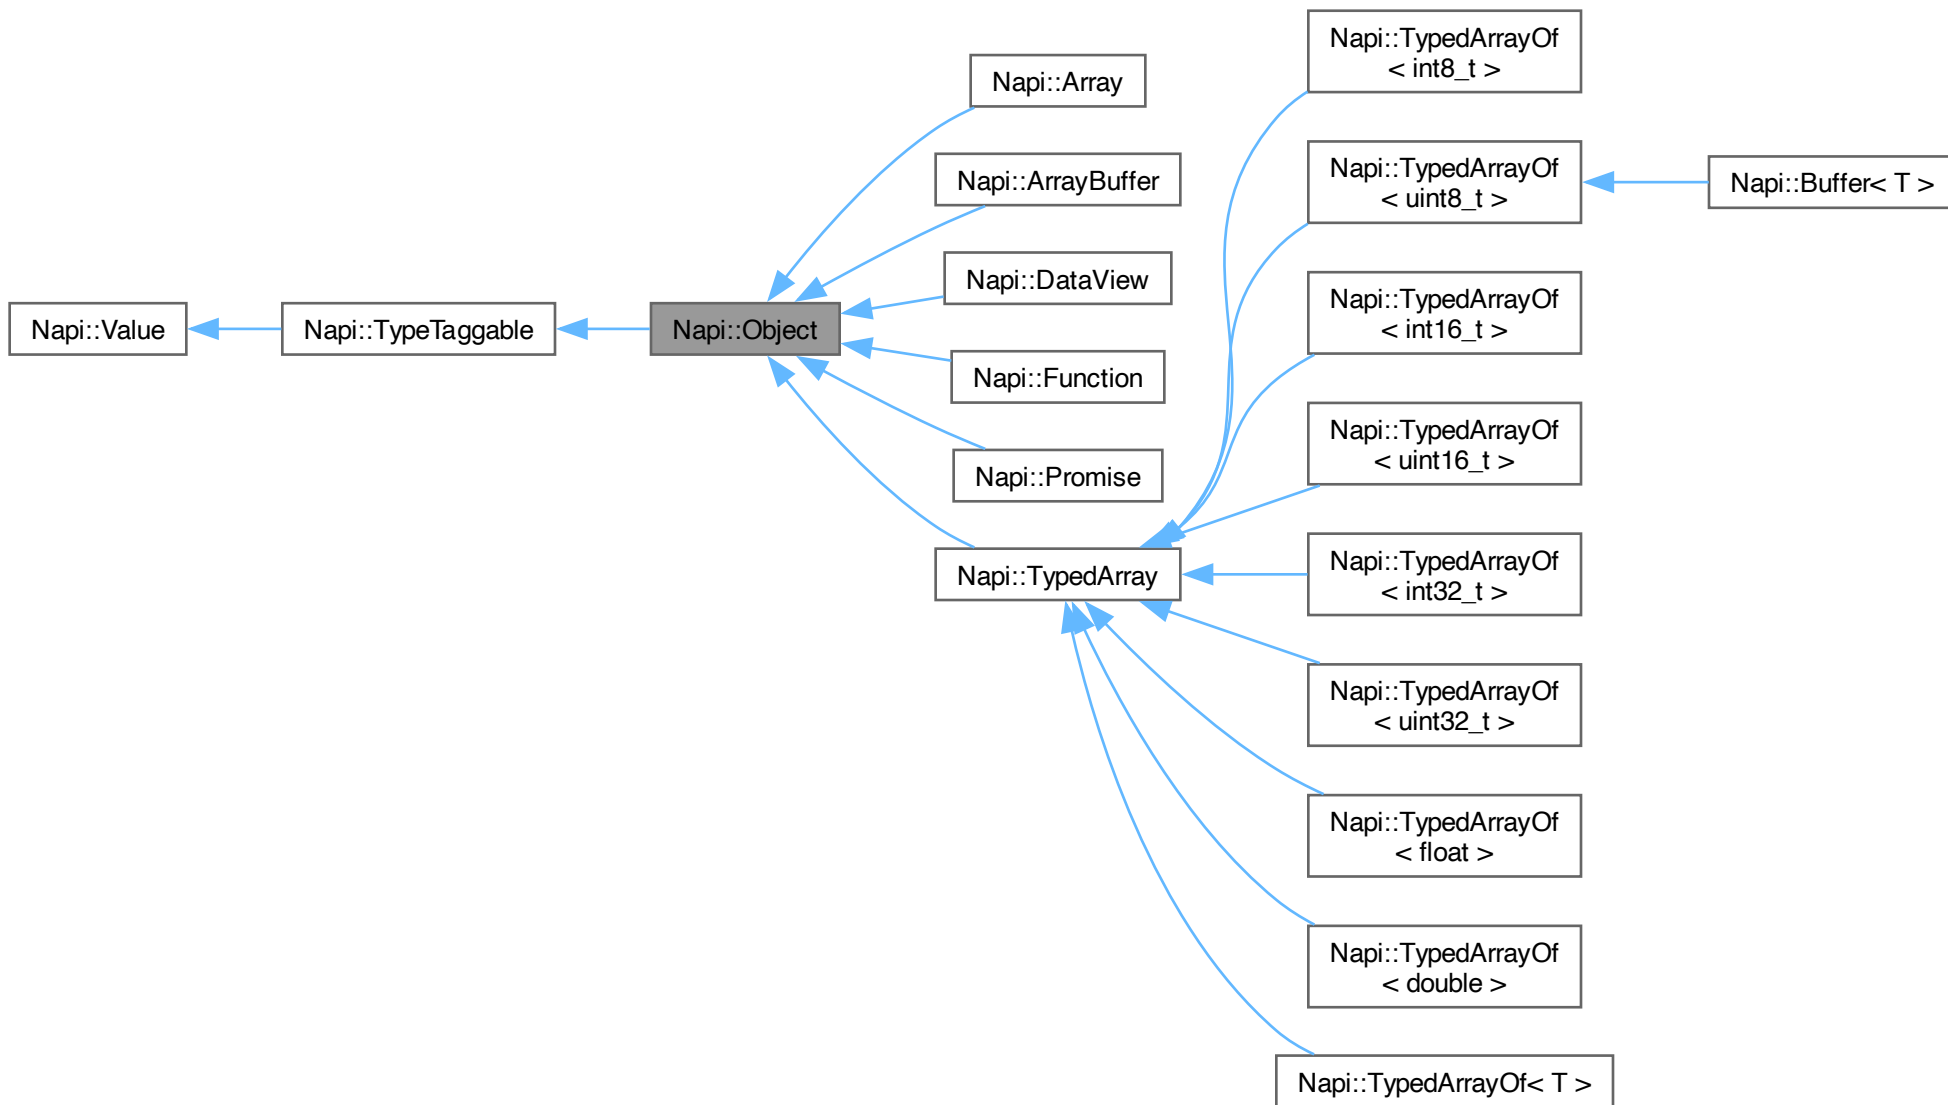 Napi::Value
Napi::TypeTaggable
Napi::Object
Napi::Array
Napi::ArrayBuffer
Napi::DataView
Napi::Function
Napi::Promise
Napi::TypedArray
Napi::TypedArrayOf
< int8_t >
Napi::TypedArrayOf
< uint8_t >
Napi::TypedArrayOf
< int16_t >
Napi::TypedArrayOf
< uint16_t >
Napi::TypedArrayOf
< int32_t >
Napi::TypedArrayOf
< uint32_t >
Napi::TypedArrayOf
< float >
Napi::TypedArrayOf
< double >
Napi::TypedArrayOf< T >
Napi::Buffer< T >